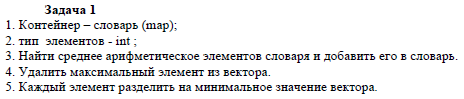 Задача 1
1. Контейнер – словарь (map);
2. тип элементов - int ;
3. Найти среднее арифметическое элементов словаря и добавить его в словарь.
4. Удалить максимальный элемент из вектора.
5. Каждый элемент разделить на минимальное значение вектора.